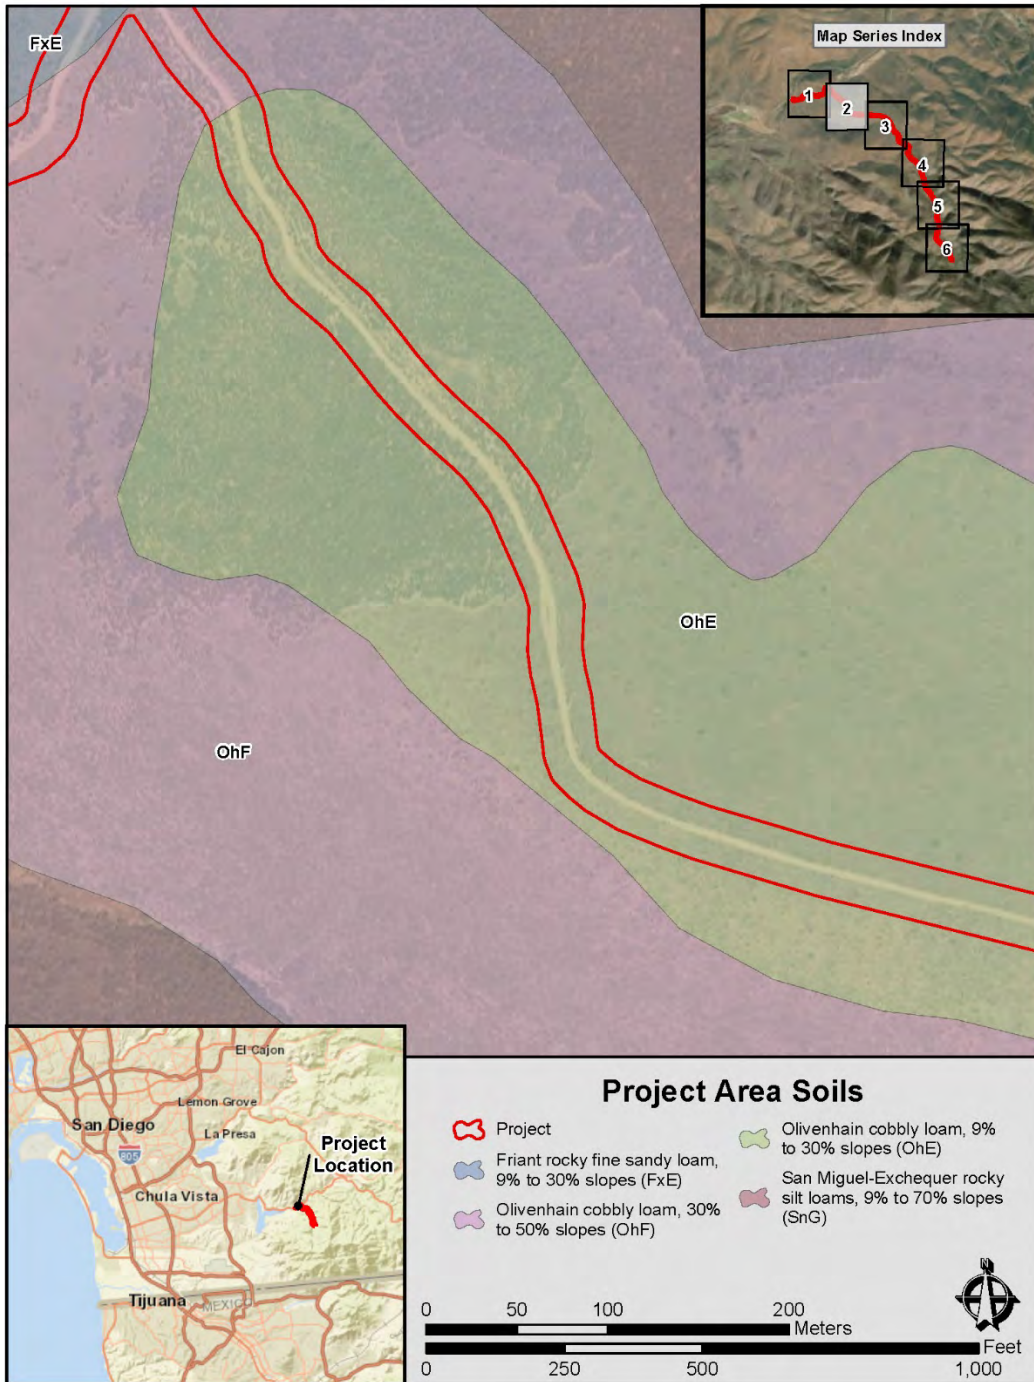 FxE
Map Series Index
1
2
3
4
5
6
OhE
OhF
El Cajon
Lemon Grove
San Diego
La Presa
805
Project
Location
Chula Vista
Tijuana
MEXICO
Project Area Soils
Project
Friant rocky fine sandy loam,
9% to 30% slopes (FxE)
Olivenhain cobbly loam, 30%
to 50% slopes (OhF)
Olivenhain cobbly loam, 9%
to 30% slopes (OhE)
San Miguel-Exchequer rocky
silt loams, 9% to 70% slopes
(SnG)
N
0 50 100 200
Meters
Feet
0 250 500 1,000